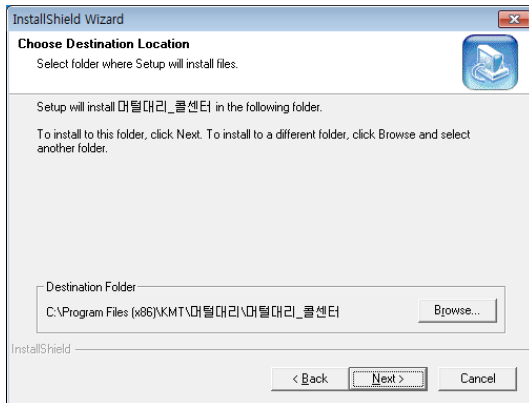 InstallShield Wizard
Choose Destination Location
Select folder where Setup will install files.
Setup will install 머털대리_콜센터 in the following folder.
To install to this folder, click Next. To install to a different folder, click Browse and select
another folder.
Destination Folder
C:\Program Files (x86)\KMT\머털대리\머털대리_콜센터
Browse...
InstallShield
< Back
Next >
Cancel